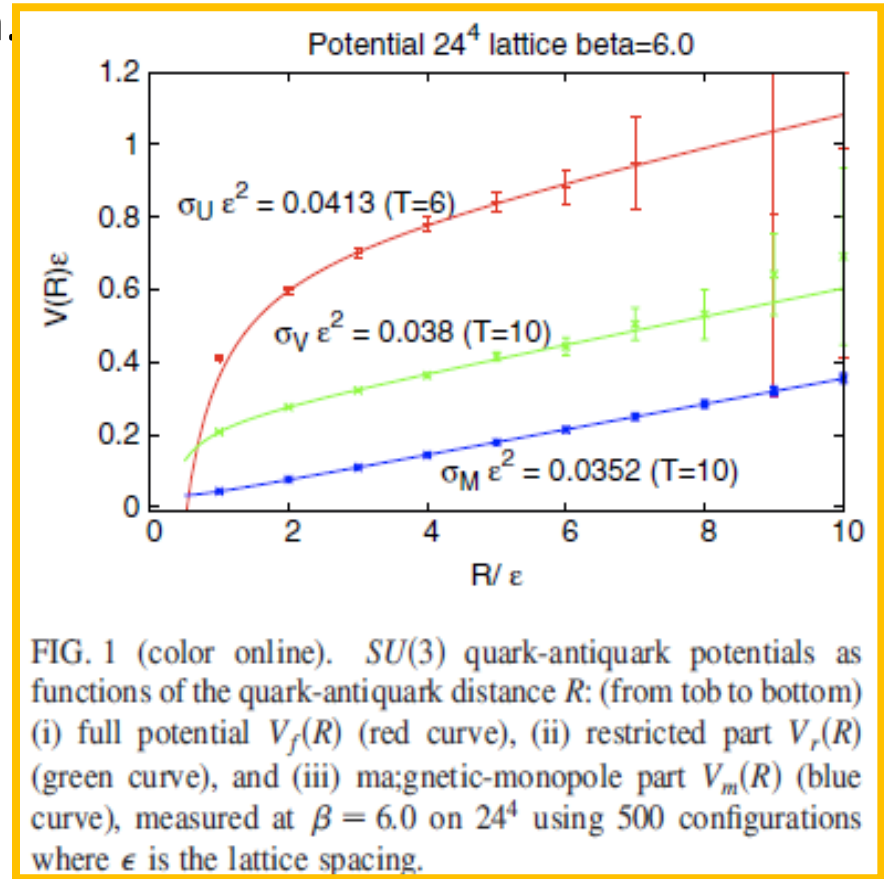 .
Potential 24⁴ lattice beta=6.0
1.2
1
0.8
0.6
0.4
0.2
0
V(R)ε
σU ε² = 0.0413 (T=6)
σV ε² = 0.038 (T=10)
σM ε² = 0.0352 (T=10)
0 2 4 6 8 10
R/ ε
FIG. 1 (color online). SU(3) quark-antiquark potentials as
functions of the quark-antiquark distance R: (from tob to bottom)
(i) full potential Vf(R) (red curve), (ii) restricted part Vr(R)
(green curve), and (iii) ma;gnetic-monopole part Vm(R) (blue
curve), measured at β = 6.0 on 24⁴ using 500 configurations
where ϵ is the lattice spacing.